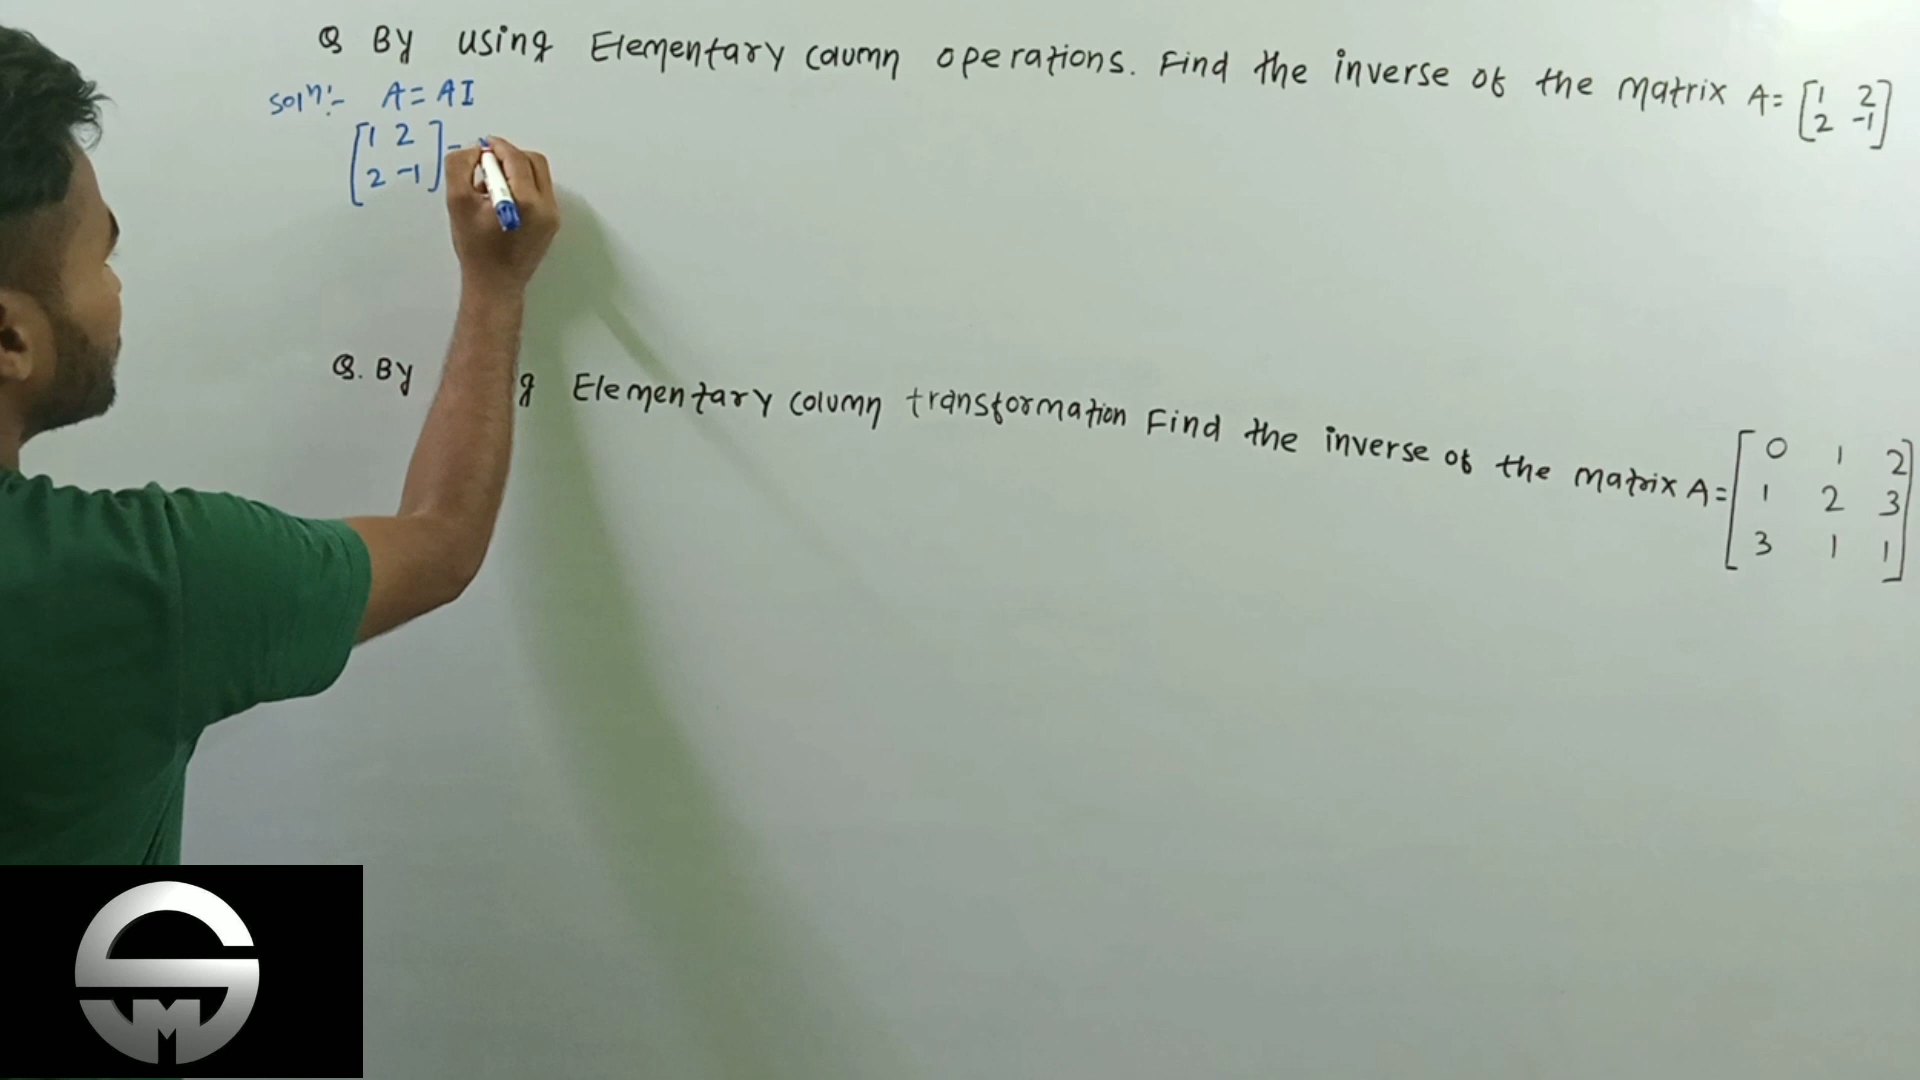 Q By using Elementary caumn operations. Find the inverse of the matrix A= [1 2
2 -1]
Soln:- A = AI
[1 2
2 -1] =
Q. By g Elementary column transformation Find the inverse of the matrix A= [0 1 2
1 2 3
3 1 1]
SM